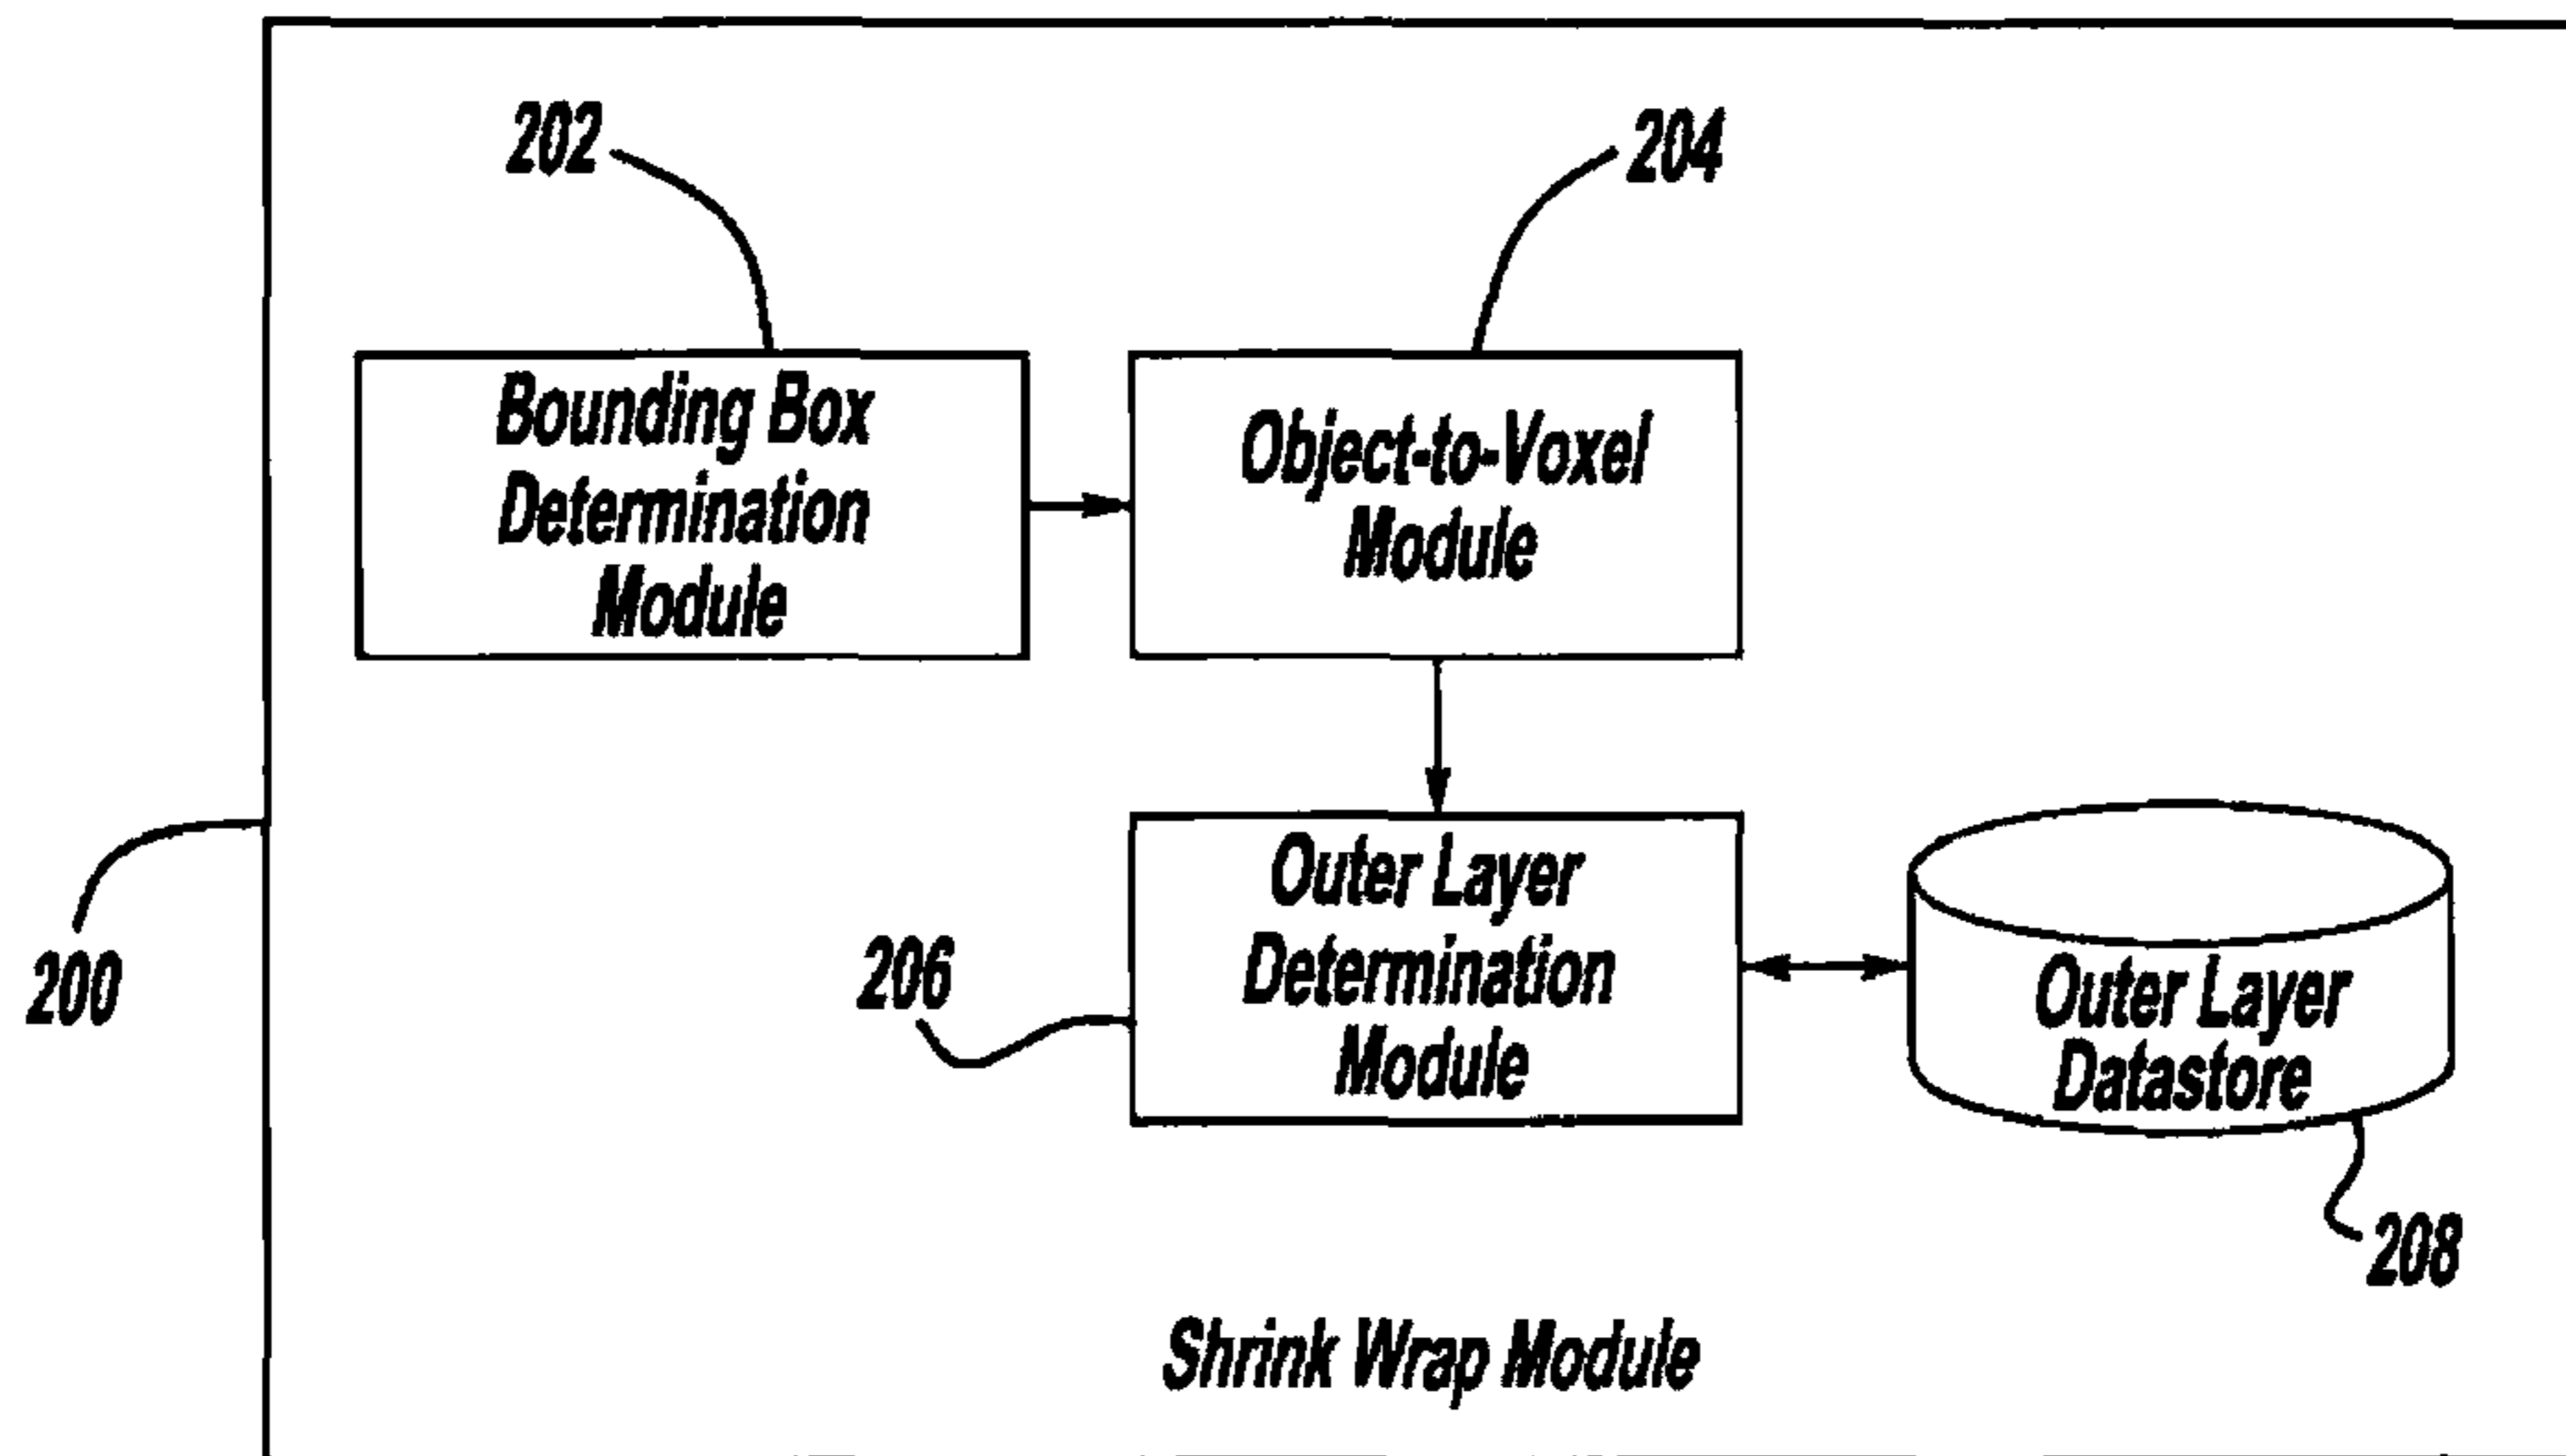 202
204
Bounding Box
Determination
Module
Object-to-Voxel
Module
200
206
Outer Layer
Determination
Module
Outer Layer
Datastore
208
Shrink Wrap Module